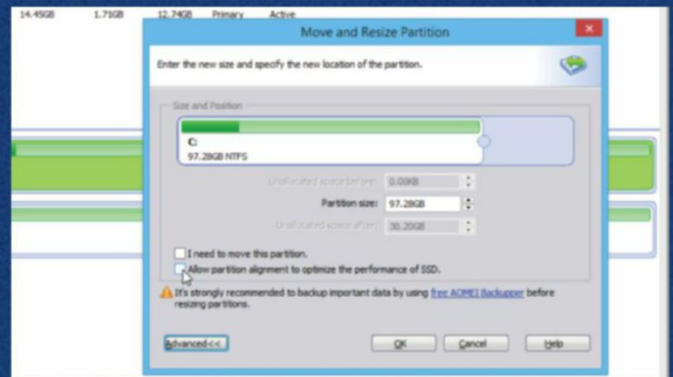 14.45GB 1.71GB 12.74GB Primary Active
Move and Resize Partition
Enter the new size and specify the new location of the partition.
Size and Position
C:
97.28GB NTFS
Unallocated space before: 0.00KB
Partition size: 97.28GB
Unallocated space after: 30.20GB
I need to move this partition.
Allow partition alignment to optimize the performance of SSD.
It's strongly recommended to backup important data by using free AOMEI Backupper before
resizing partitions.
Advanced<< OK Cancel Help